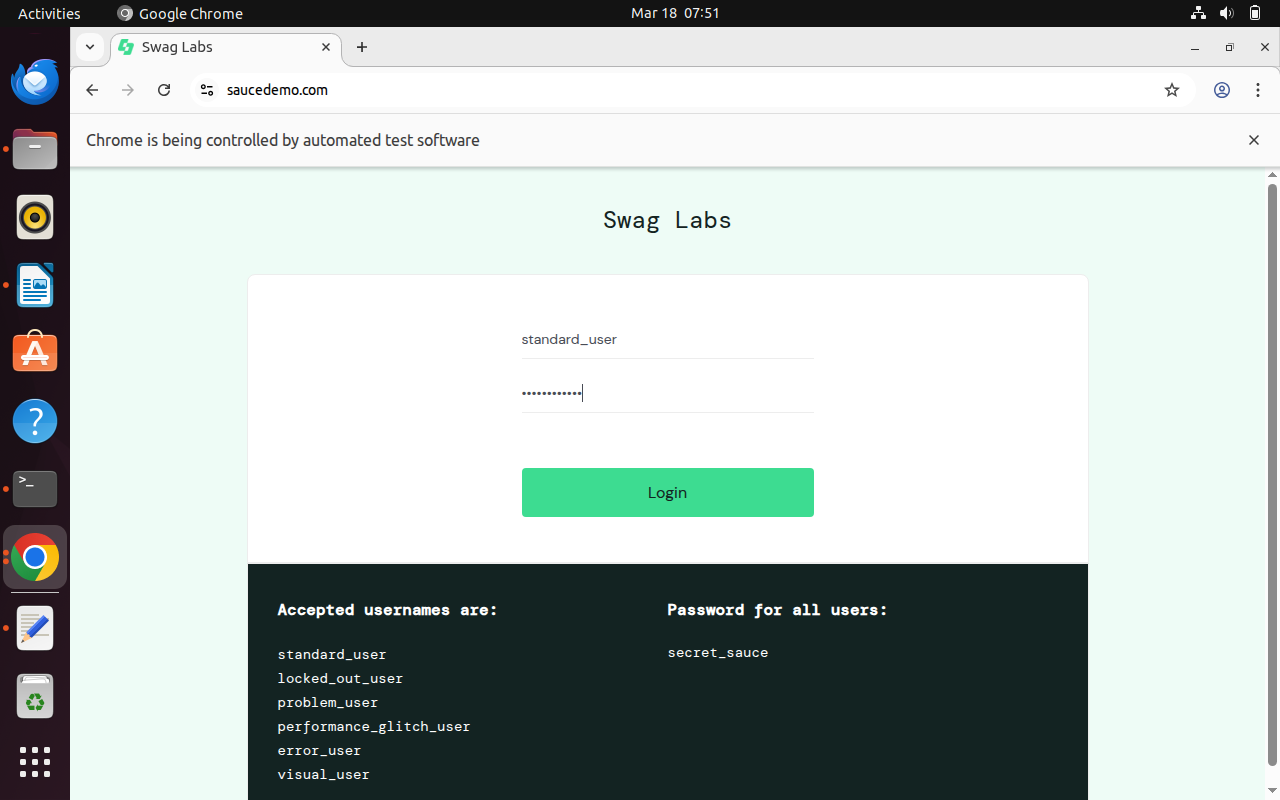 Activities
Google Chrome
Mar 18 07:51
Swag Labs
saucedemo.com
Chrome is being controlled by automated test software
Swag Labs
standard_user
••••••••••••
Login
Accepted usernames are:
standard_user
locked_out_user
problem_user
performance_glitch_user
error_user
visual_user
Password for all users:
secret_sauce